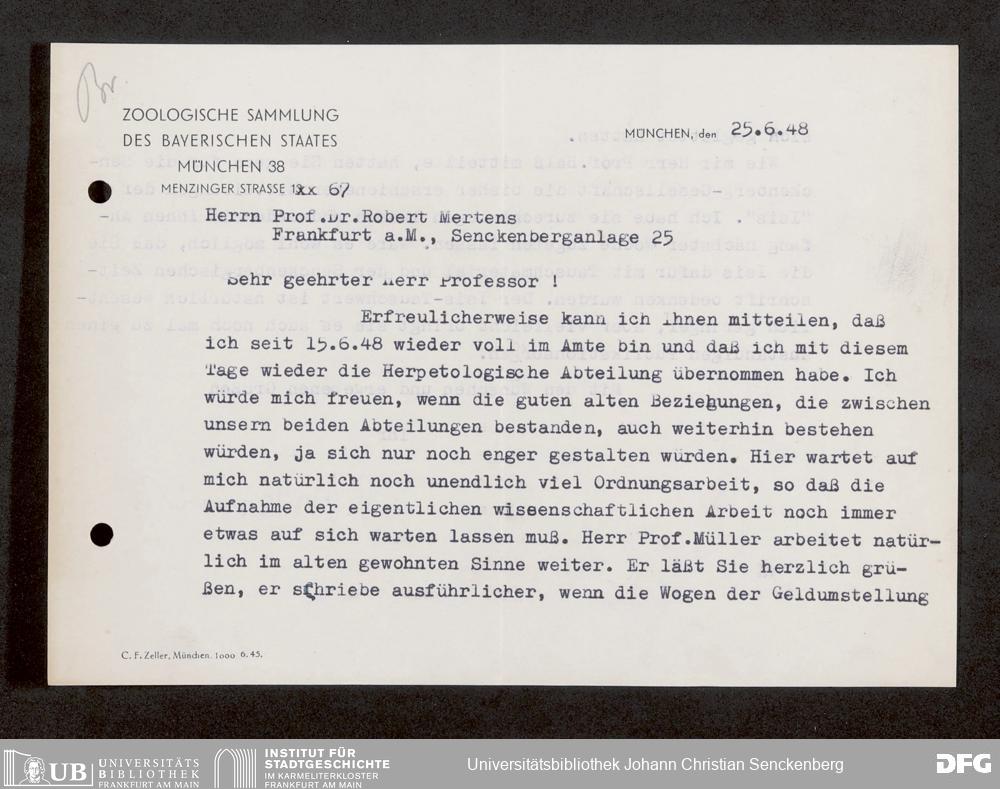 Br.
ZOOLOGISCHE SAMMLUNG
DES BAYERISCHEN STAATES
MÜNCHEN 38
MENZINGER STRASSE 1xx 67
MÜNCHEN, den 25.6.48
Herrn Prof.Dr.Robert Mertens
Frankfurt a.M., Senckenberganlage 25
Sehr geehrter Herr Professor !
Erfreulicherweise kann ich Ihnen mitteilen, daß
ich seit 15.6.48 wieder voll im Amte bin und daß ich mit diesem
Tage wieder die Herpetologische Abteilung übernommen habe. Ich
würde mich freuen, wenn die guten alten Beziehungen, die zwischen
unsern beiden Abteilungen bestanden, auch weiterhin bestehen
würden, ja sich nur noch enger gestalten würden. Hier wartet auf
mich natürlich noch unendlich viel Ordnungsarbeit, so daß die
Aufnahme der eigentlichen wissenschaftlichen Arbeit noch immer
etwas auf sich warten lassen muß. Herr Prof.Müller arbeitet natür-
lich im alten gewohnten Sinne weiter. Er läßt Sie herzlich grü-
ßen, er schriebe ausführlicher, wenn die Wogen der Geldumstellung
C. F. Zeller, München. 1000 6. 45.
UB UNIVERSITÄTS
BIBLIOTHEK
FRANKFURT AM MAIN
INSTITUT FÜR
STADTGESCHICHTE
IM KARMELITERKLOSTER
FRANKFURT AM MAIN
Universitätsbibliothek Johann Christian Senckenberg
DFG